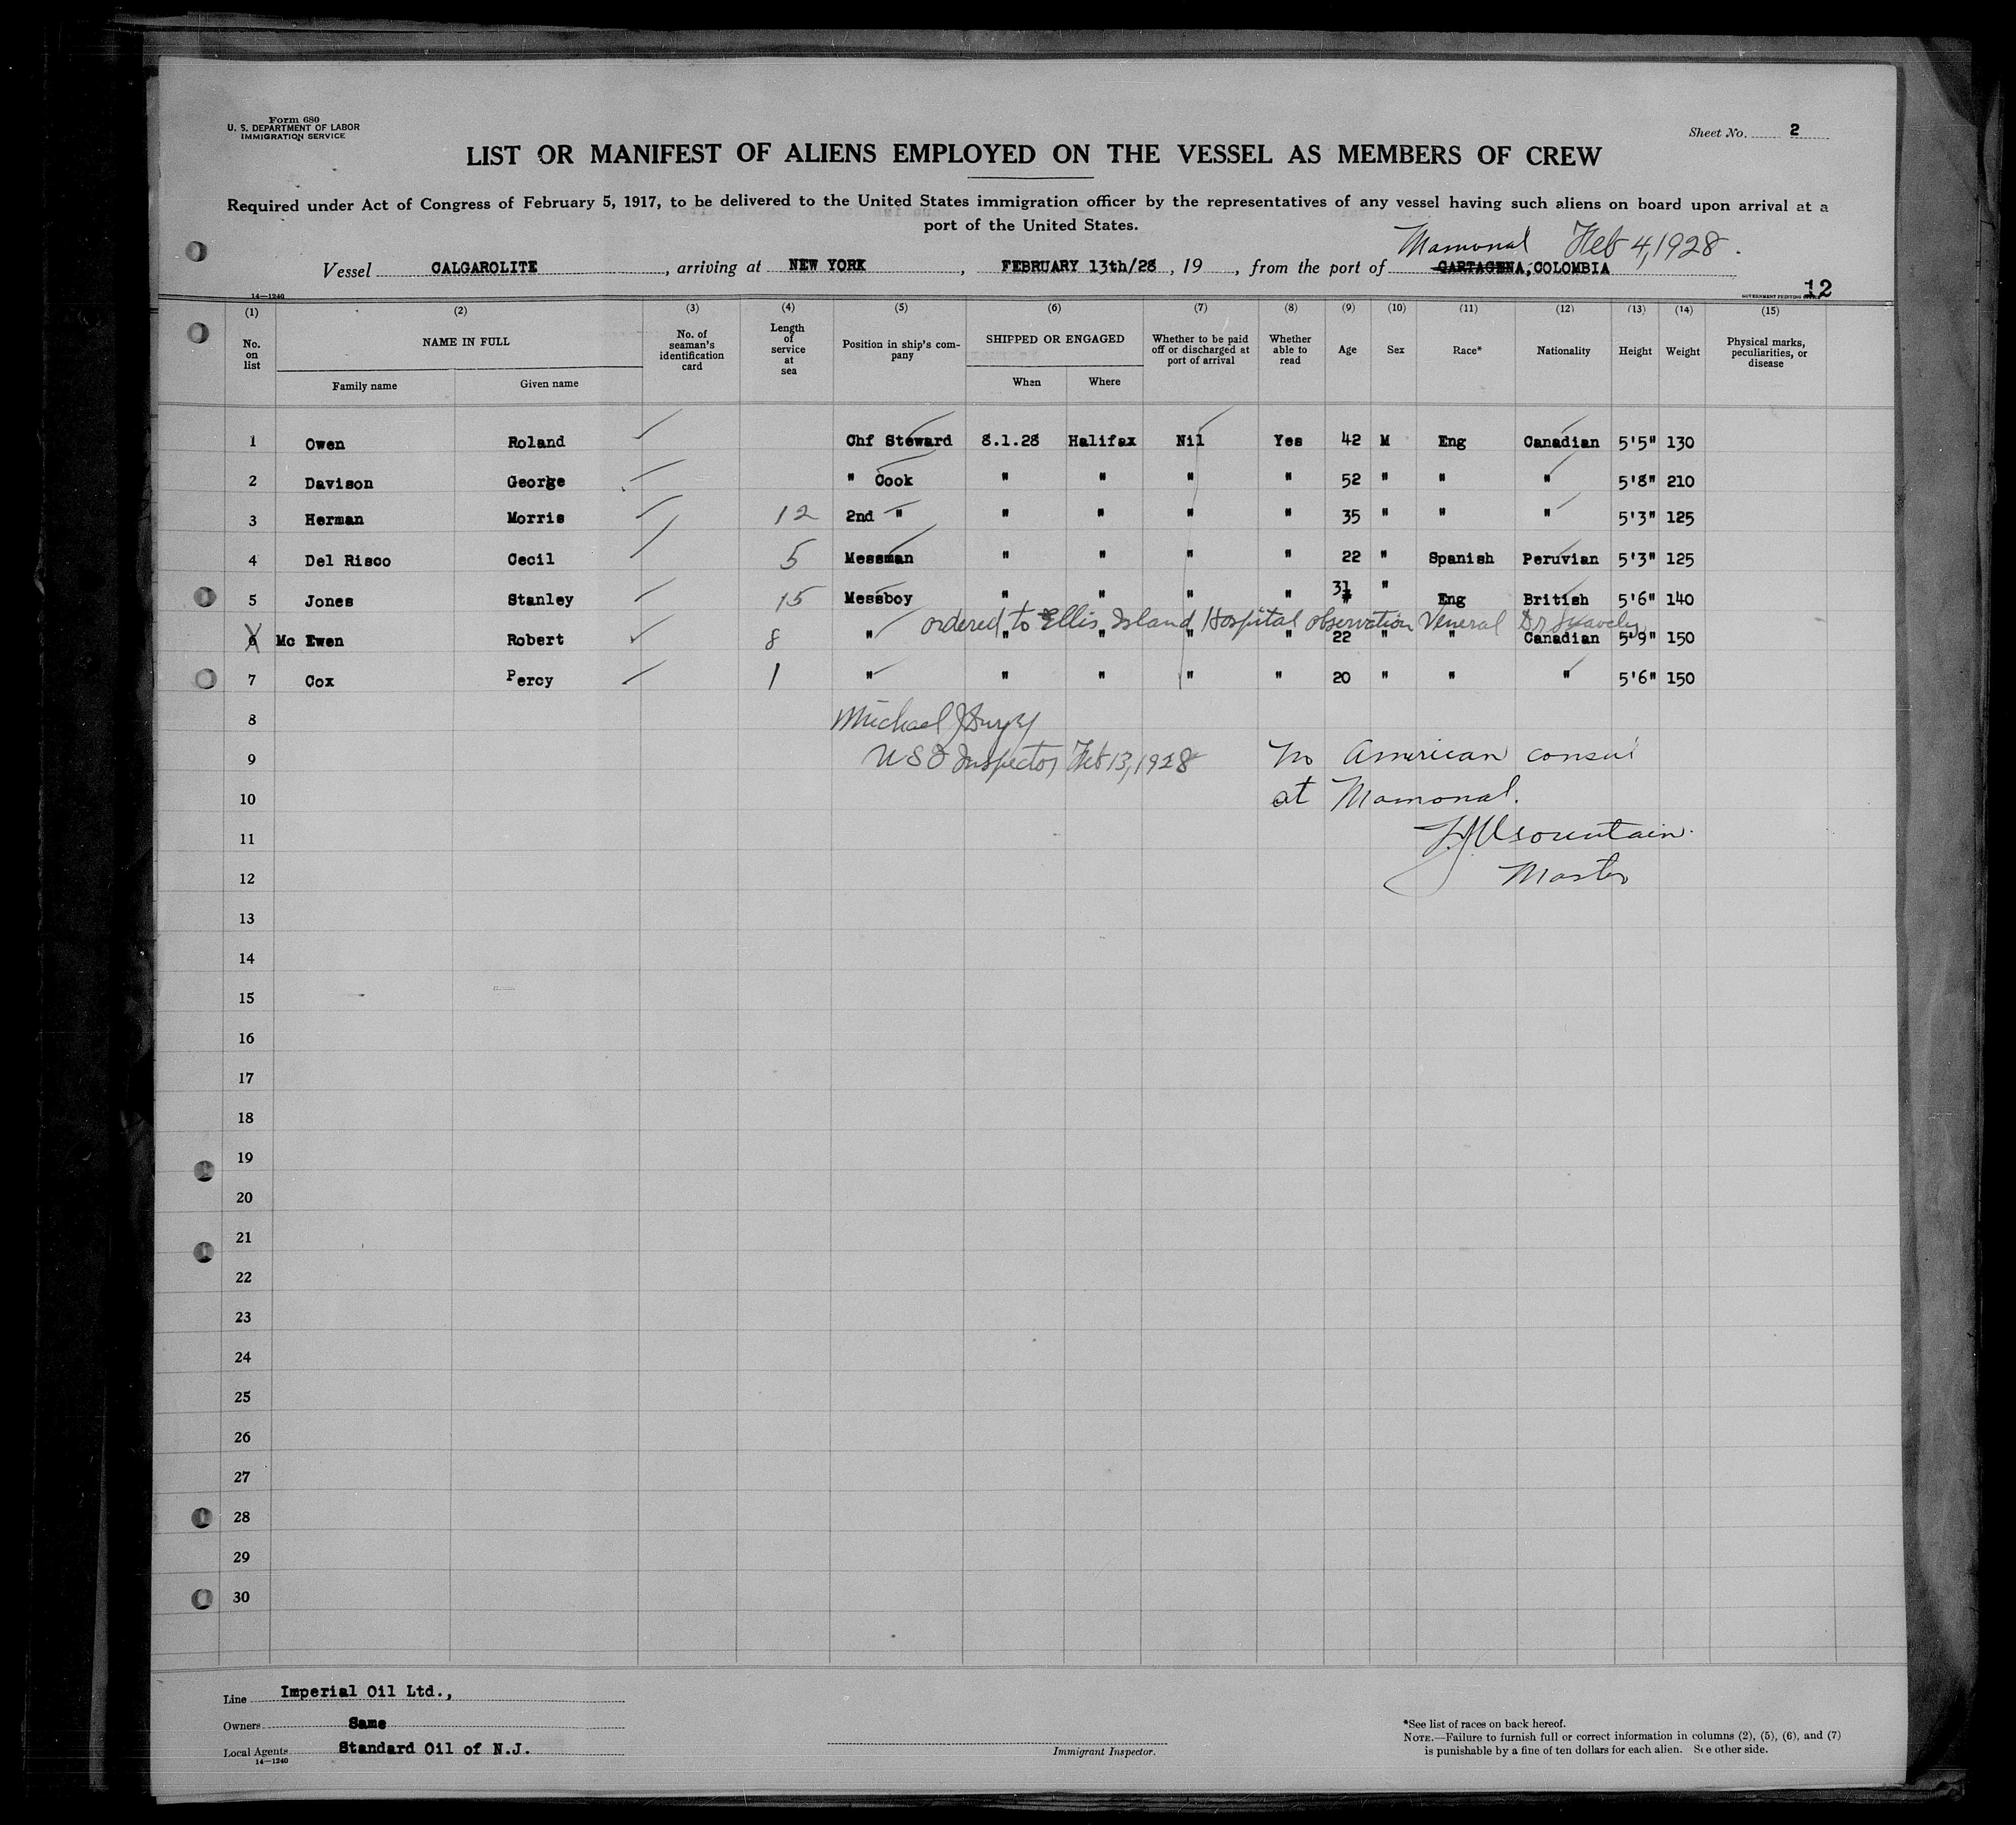 Form 680
U. S. DEPARTMENT OF LABOR
IMMIGRATION SERVICE
Sheet No. 2
LIST OR MANIFEST OF ALIENS EMPLOYED ON THE VESSEL AS MEMBERS OF CREW
Required under Act of Congress of February 5, 1917, to be delivered to the United States immigration officer by the representatives of any vessel having such aliens on board upon arrival at a
port of the United States.
Mamonal Feb 4, 1928.
Vessel CALGAROLITE, arriving at NEW YORK, FEBRUARY 13th/28, 19 , from the port of CARTAGENA, COLOMBIA
14—1240
GOVERNMENT PRINTING OFFICE
12
(1) (2) (3) (4) (5) (6) (7) (8) (9) (10) (11) (12) (13) (14) (15)
No. on list NAME IN FULL No. of seaman's identification card Length of service at sea Position in ship's company SHIPPED OR ENGAGED Whether to be paid off or discharged at port of arrival Whether able to read Age Sex Race* Nationality Height Weight Physical marks, peculiarities, or disease
Family name Given name When Where
1 Owen Roland Chf Steward 8.1.28 Halifax Nil Yes 42 M Eng Canadian 5'5" 130
2 Davison George " Cook " " " " 52 " " " 5'8" 210
3 Herman Morris 12 2nd " " " " " 35 " " " 5'3" 125
4 Del Risco Cecil 5 Messman " " " " 22 " Spanish Peruvian 5'3" 125
5 Jones Stanley 15 Messboy " " " " 31 " Eng British 5'6" 140
ordered to Ellis Island Hospital observation Veneral Dr
6 Mc Ewen Robert 8 " " " " " 22 " " Canadian 5'9" 150
7 Cox Percy 1 " " " " " 20 " " " 5'6" 150
8 Michael J
9 U S I Inspector Feb 13, 1928 No American consul
10 at Mamonal.
11 Mountain.
12 Master
13
14
15
16
17
18
19
20
21
22
23
24
25
26
27
28
29
30
Line Imperial Oil Ltd.,
Owners Same
Local Agents Standard Oil of N.J.
14—1240
Immigrant Inspector.
*See list of races on back hereof.
NOTE.—Failure to furnish full or correct information in columns (2), (5), (6), and (7)
is punishable by a fine of ten dollars for each alien. See other side.